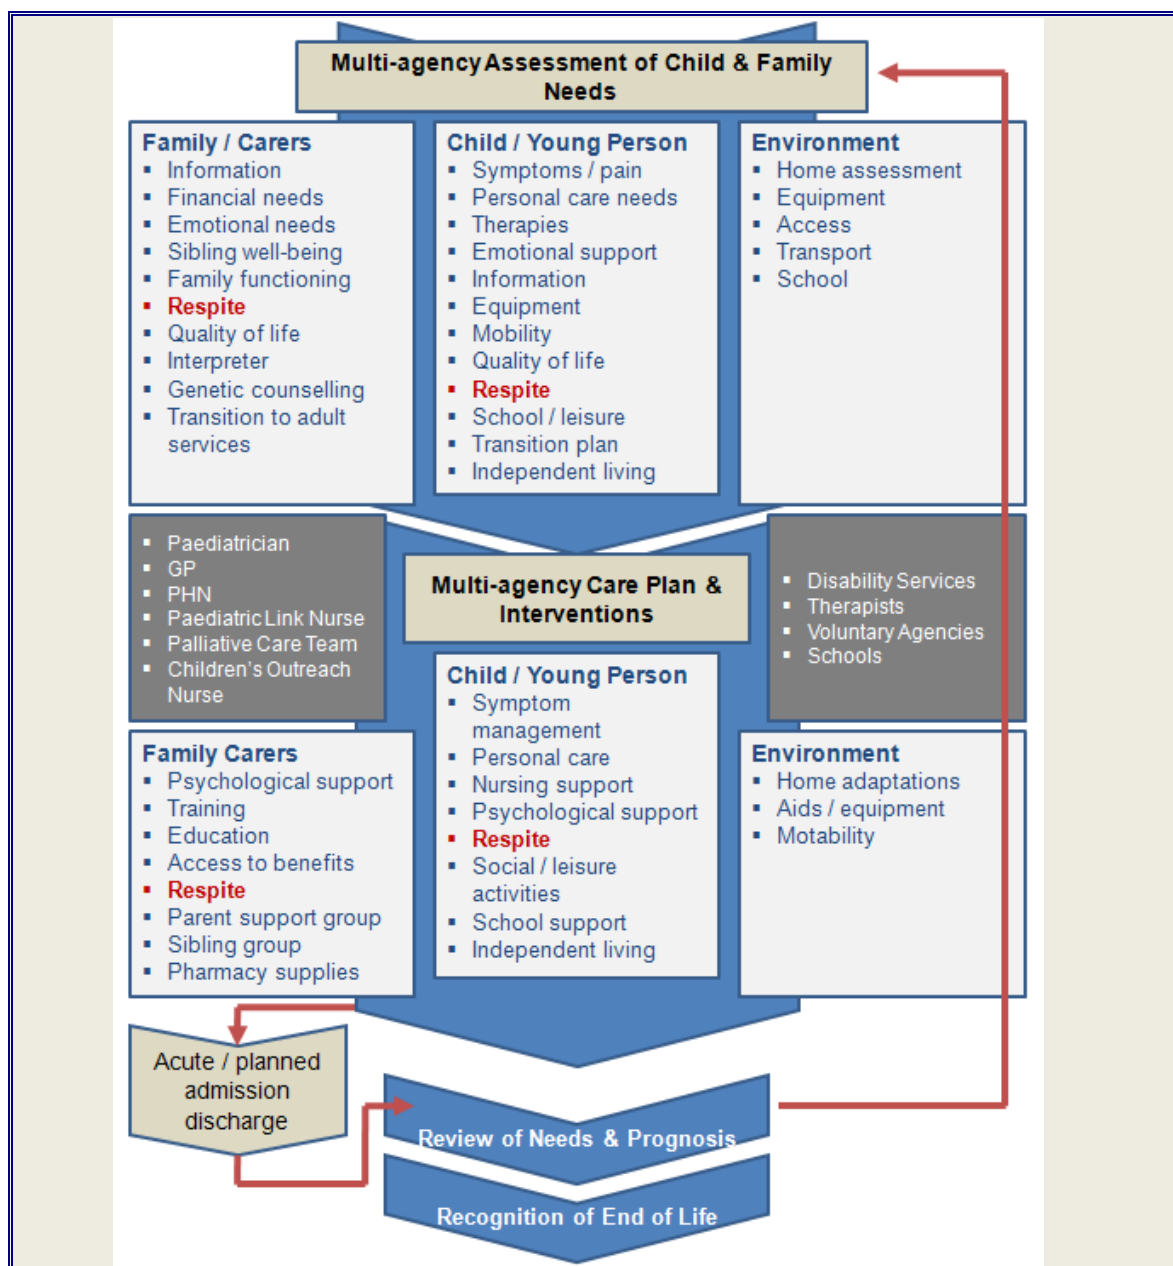 Multi-agency Assessment of Child & Family
Needs
Family / Carers
▪ Information
▪ Financial needs
▪ Emotional needs
▪ Sibling well-being
▪ Family functioning
▪ Respite
▪ Quality of life
▪ Interpreter
▪ Genetic counselling
▪ Transition to adult
services
Child / Young Person
▪ Symptoms / pain
▪ Personal care needs
▪ Therapies
▪ Emotional support
▪ Information
▪ Equipment
▪ Mobility
▪ Quality of life
▪ Respite
▪ School / leisure
▪ Transition plan
▪ Independent living
Environment
▪ Home assessment
▪ Equipment
▪ Access
▪ Transport
▪ School
▪ Paediatrician
▪ GP
▪ PHN
▪ Paediatric Link Nurse
▪ Palliative Care Team
▪ Children's Outreach
Nurse
Multi-agency Care Plan &
Interventions
▪ Disability Services
▪ Therapists
▪ Voluntary Agencies
▪ Schools
Family Carers
▪ Psychological support
▪ Training
▪ Education
▪ Access to benefits
▪ Respite
▪ Parent support group
▪ Sibling group
▪ Pharmacy supplies
Child / Young Person
▪ Symptom
management
▪ Personal care
▪ Nursing support
▪ Psychological support
▪ Respite
▪ Social / leisure
activities
▪ School support
▪ Independent living
Environment
▪ Home adaptations
▪ Aids / equipment
▪ Motability
Acute / planned
admission
discharge
Review of Needs & Prognosis
Recognition of End of Life